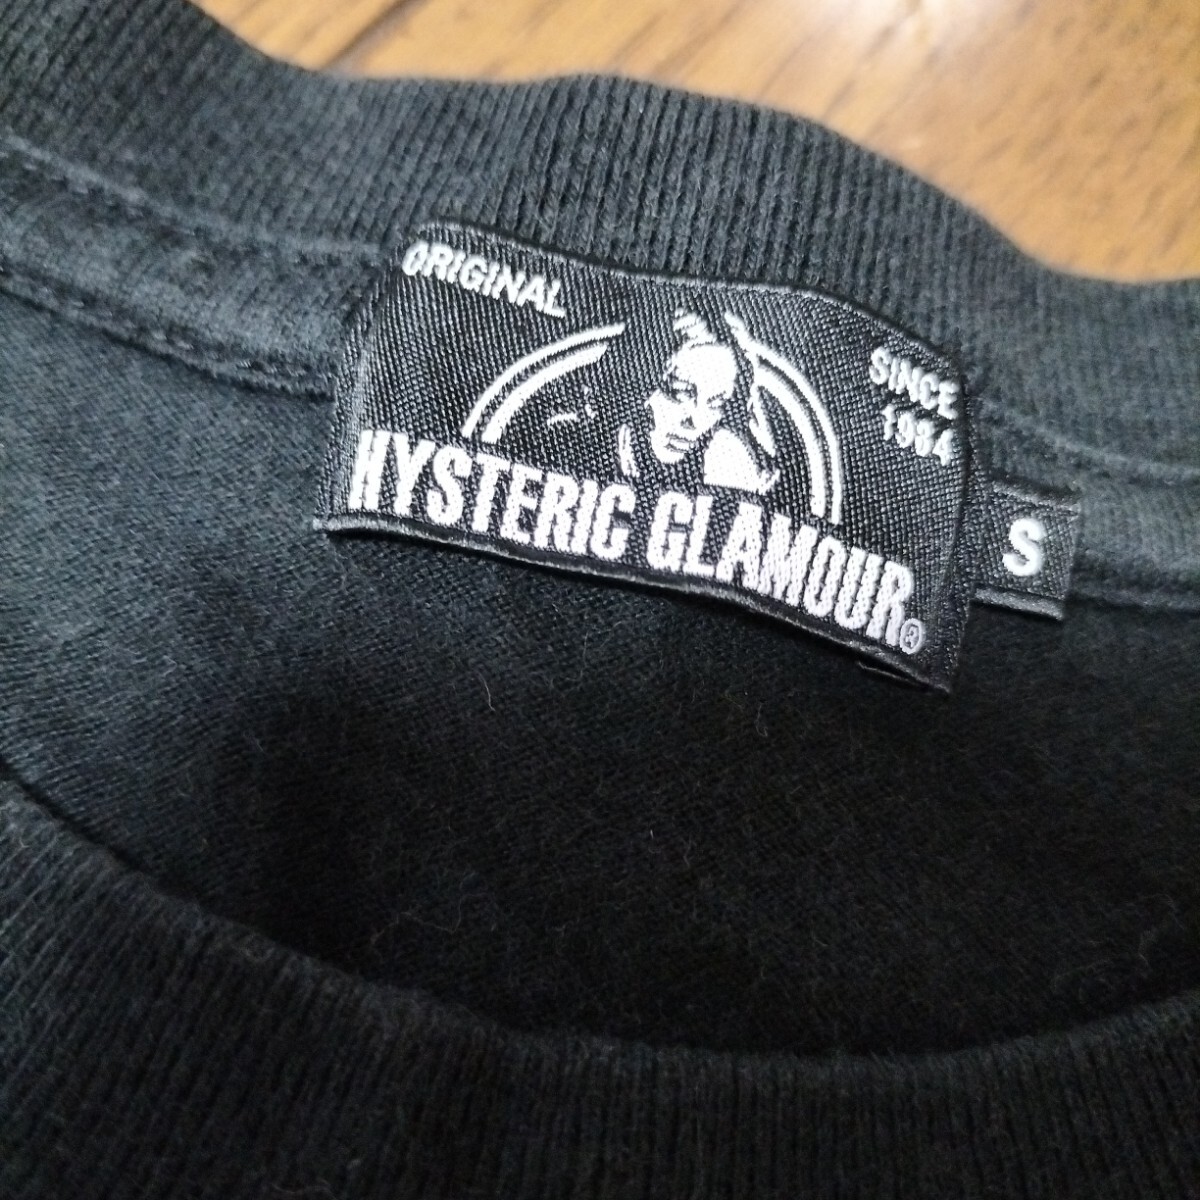 ORIGINAL
SINCE
1984
HYSTERIC GLAMOUR®
S